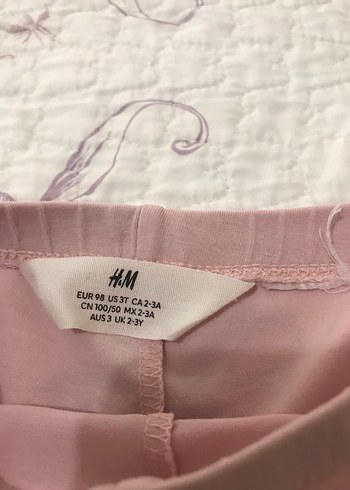 H&M
EUR 98 US 3T CA 2-3A
CN 100/50 MX 2-3A
AUS 3 UK 2-3Y